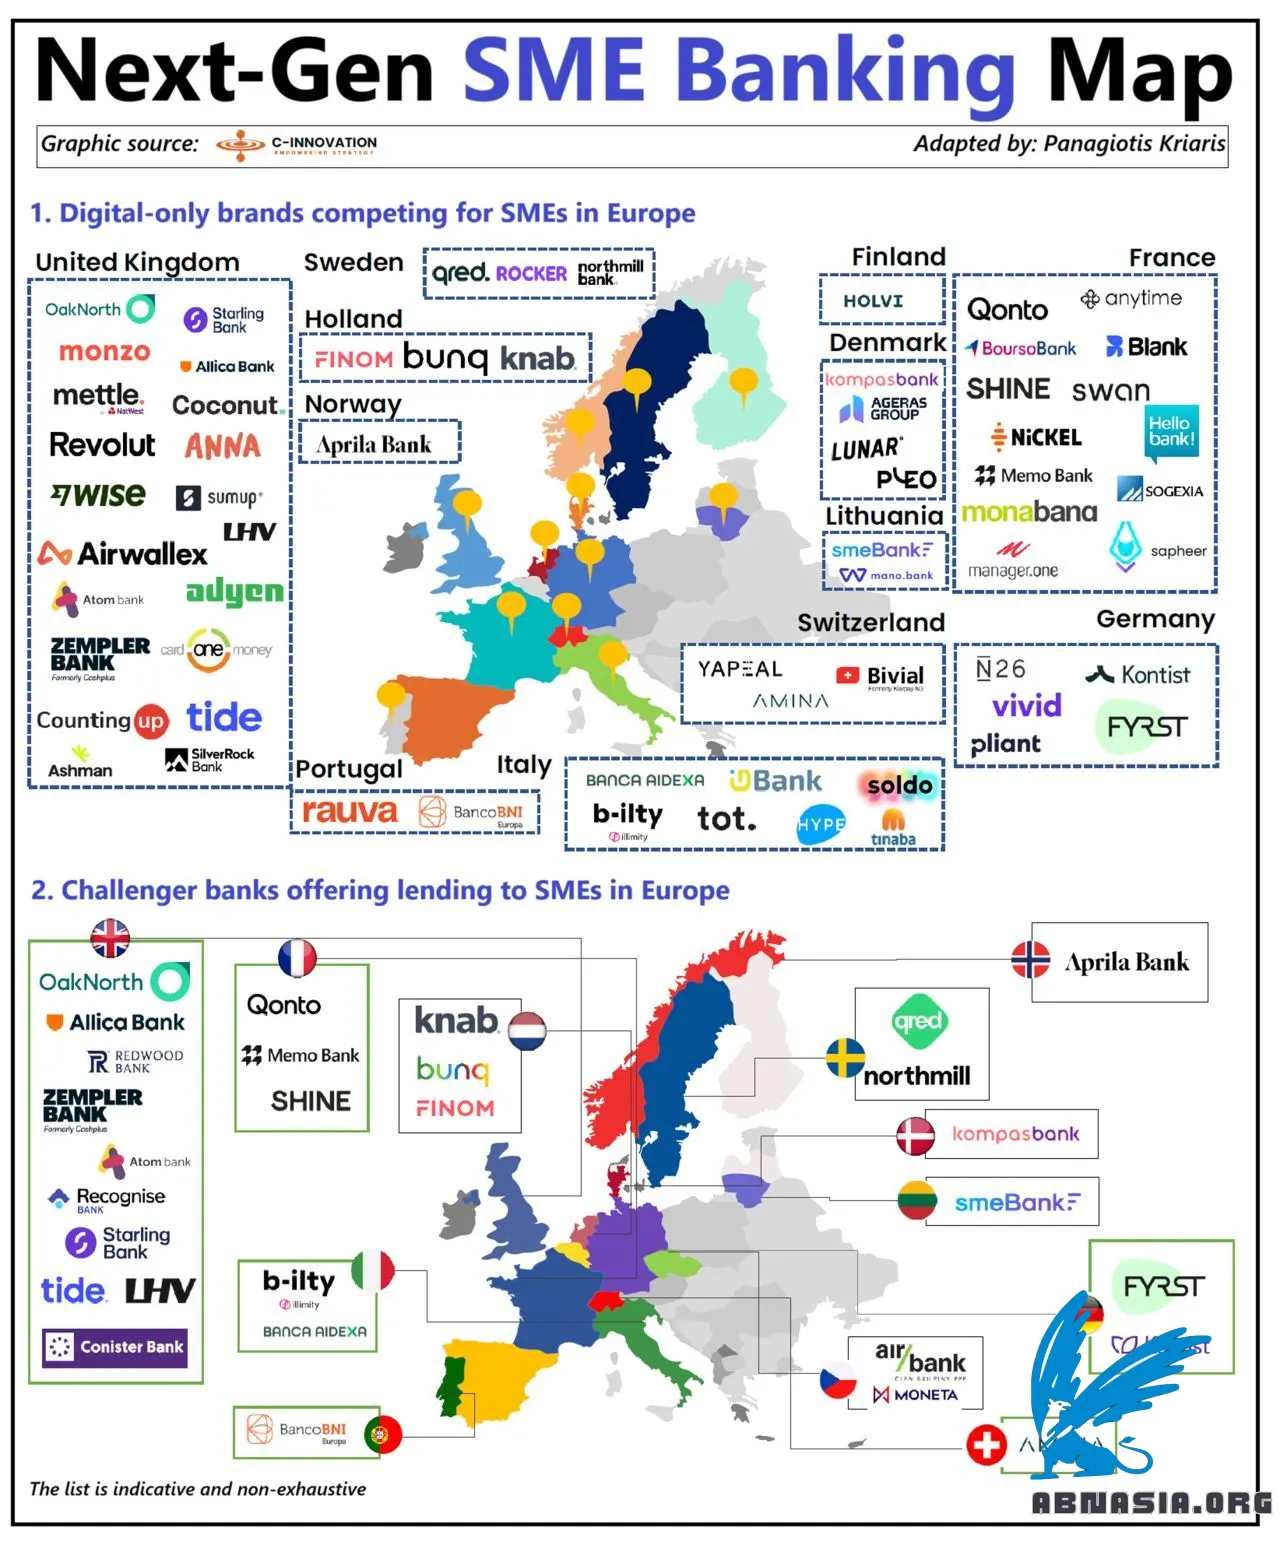 Next-Gen SME Banking Map
Graphic source:
C-INNOVATION
EMPOWERING STRATEGY
Adapted by: Panagiotis Kriaris
1. Digital-only brands competing for SMEs in Europe
United Kingdom
OakNorth
Starling Bank
monzo
Allica Bank
mettle.
NatWest
Coconut.
Revolut
ANNA
7WISE
sumup®
LHV
Airwallex
Atom bank
adyen
ZEMPLER BANK
Formerly Cashplus
card one money
Counting up
tide
Ashman
SilverRock Bank
Sweden
qred.
ROCKER
northmill bank.
Holland
FINOM
bunq
knab.
Norway
Aprila Bank
Finland
HOLVI
Denmark
kompasbank
AGERAS GROUP
LUNAR°
PLEO
Lithuania
smeBank
mano.bank
France
Qonto
anytime
BoursoBank
Blank
SHINE
swan
NiCKEL
Hello bank!
Memo Bank
SOGEXIA
monabanq
manager.one
sapheer
Switzerland
YAPEAL
Bivial
Formerly Klarpay AG
AMINA
Germany
N26
Kontist
vivid
FYRST
pliant
Portugal
rauva
BancoBNI
Europa
Italy
BANCA AIDEXA
Bank
soldo
b-ilty
illimity
tot.
HYPE
tinaba
2. Challenger banks offering lending to SMEs in Europe
OakNorth
Allica Bank
REDWOOD BANK
ZEMPLER BANK
Formerly Cashplus
Atom bank
Recognise BANK
Starling Bank
tide.
LHV
Conister Bank
Qonto
Memo Bank
SHINE
knab.
bunq
FINOM
Aprila Bank
qred
northmill
kompasbank
smeBank
b-ilty
illimity
BANCA AIDEXA
FYRST
air bank
MONETA
BancoBNI
Europa
The list is indicative and non-exhaustive
ABNASIA.ORG